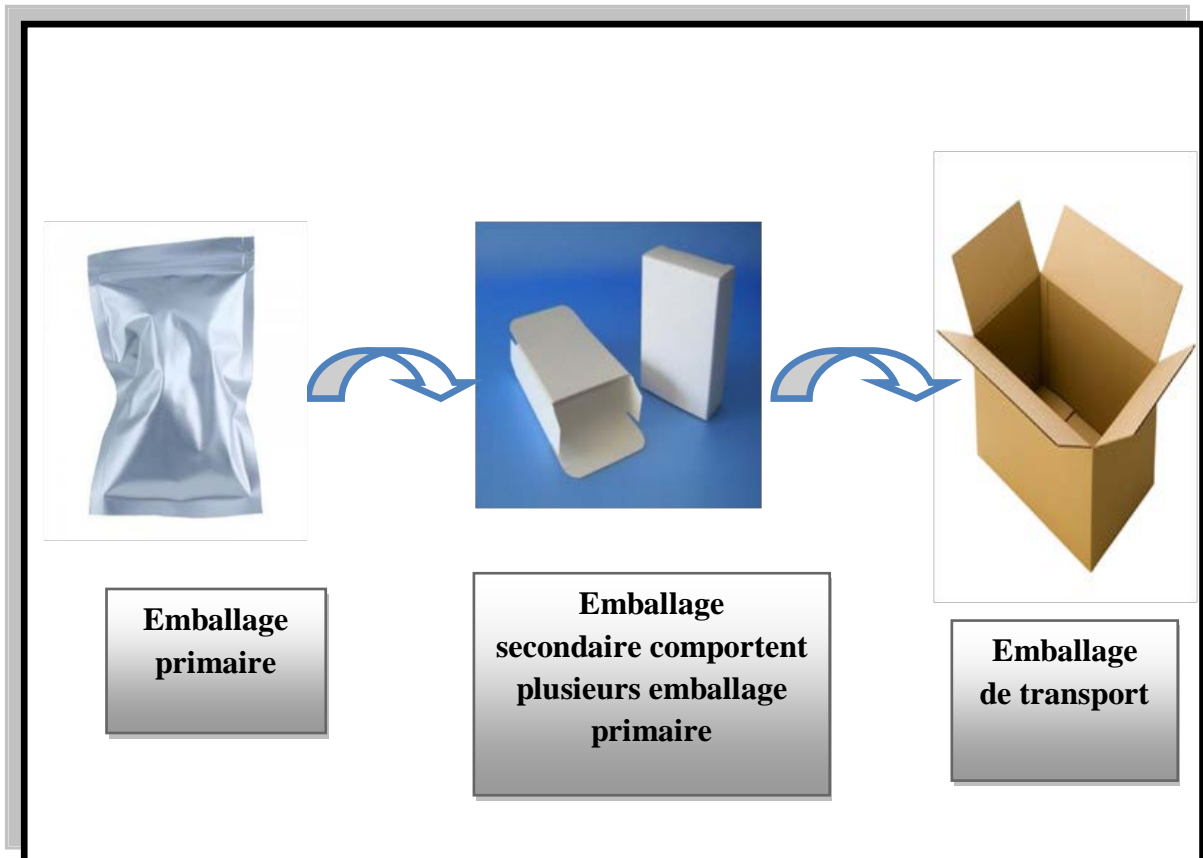 Emballage
primaire
Emballage
secondaire comportent
plusieurs emballage
primaire
Emballage
de transport